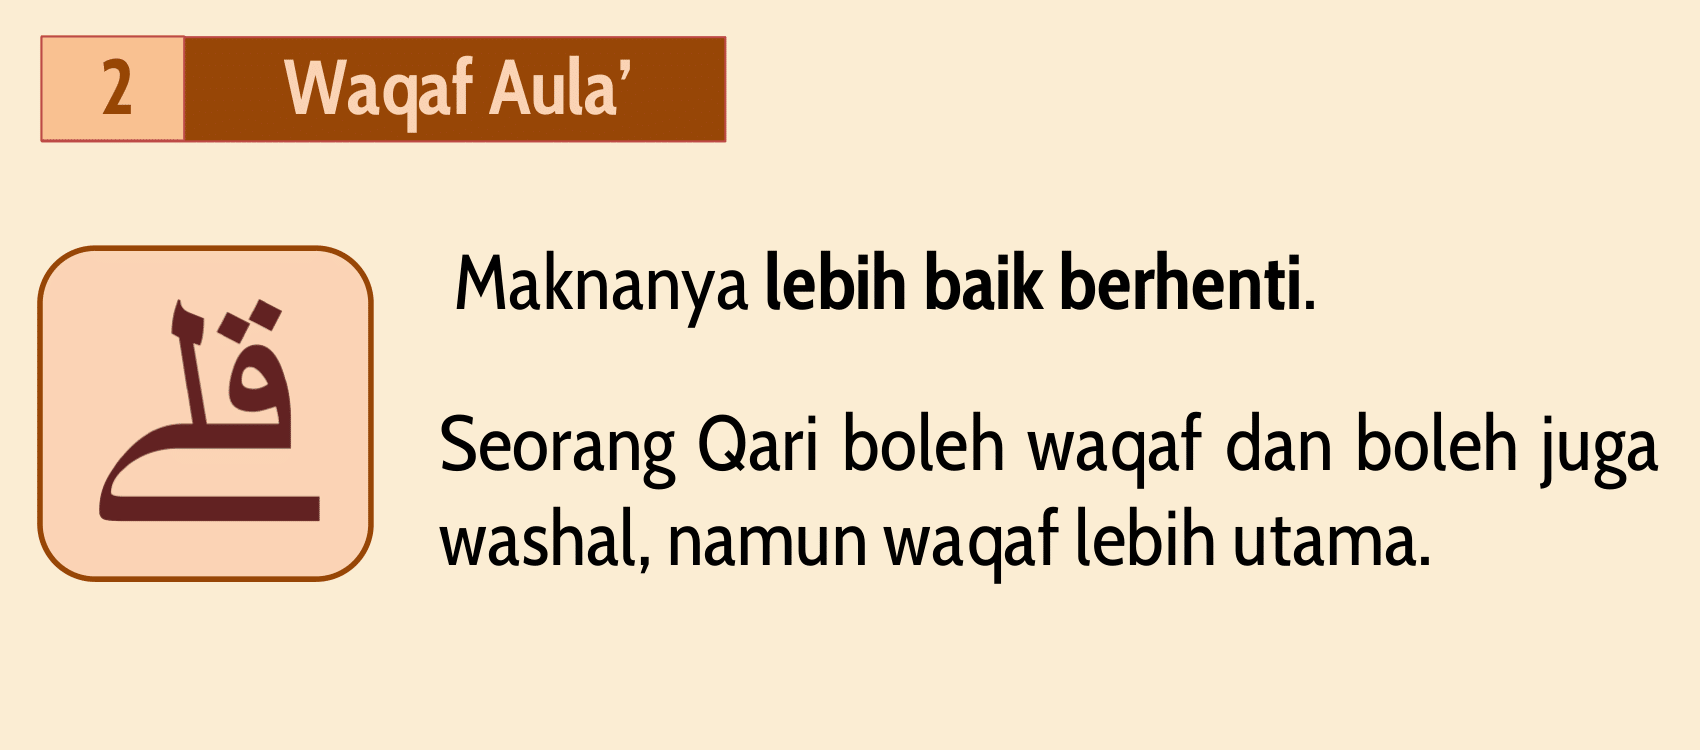 2 Waqaf Aula’
قلے
Maknanya lebih baik berhenti.
Seorang Qari boleh waqaf dan boleh juga
washal, namun waqaf lebih utama.